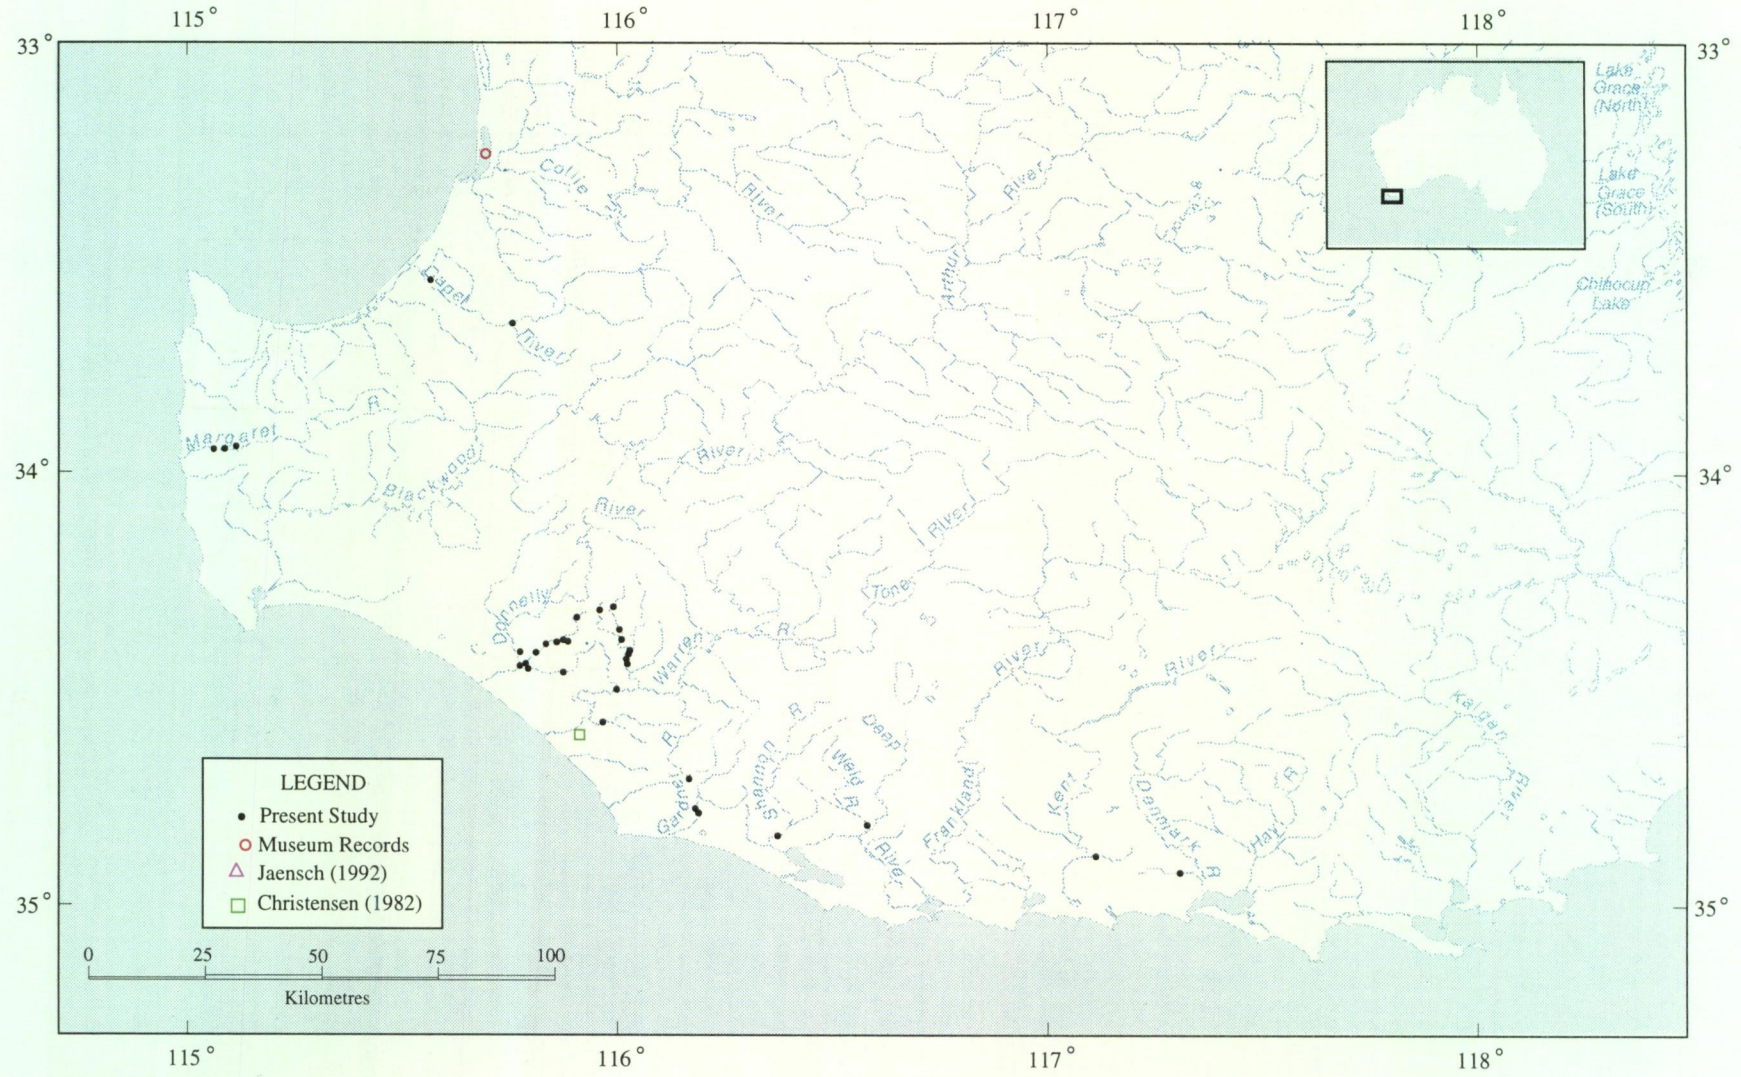 115° 116° 117° 118°
33° 33°
Lake
Grace
(North)
Collie River River
Lake
Grace
(South)
Arthur
Capel River
Chinocup
Lake
R
Margaret
34° 34°
Blackwood River
River
River
Donnelly
Tone
Warren R
River River
Kalgan
River
R
Deep
Weld R
Shannon
Gardner R
Frankland
Kent
Denmark R
Hay R
River
LEGEND
Present Study
Museum Records
Jaensch (1992)
Christensen (1982)
35° 35°
0 25 50 75 100
Kilometres
115° 116° 117° 118°